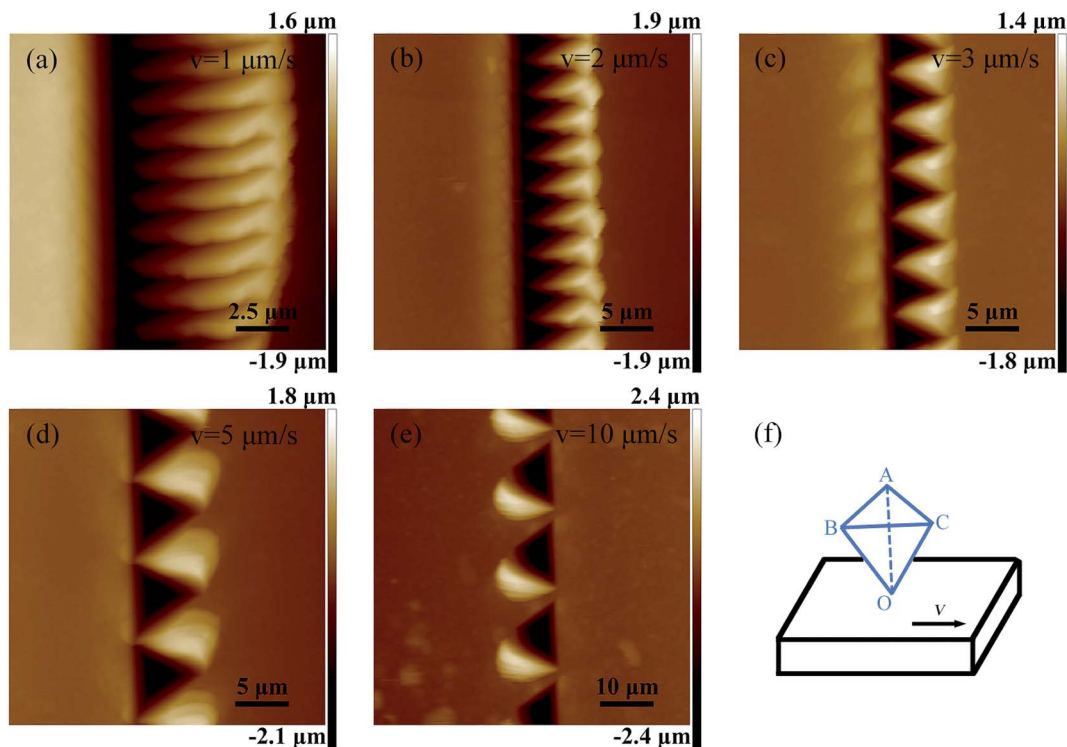 1.6 μm
(a) v=1 μm/s
2.5 μm
-1.9 μm
1.9 μm
(b) v=2 μm/s
5 μm
-1.9 μm
1.4 μm
(c) v=3 μm/s
5 μm
-1.8 μm
1.8 μm
(d) v=5 μm/s
5 μm
-2.1 μm
2.4 μm
(e) v=10 μm/s
10 μm
-2.4 μm
(f)
A
B C
O
V